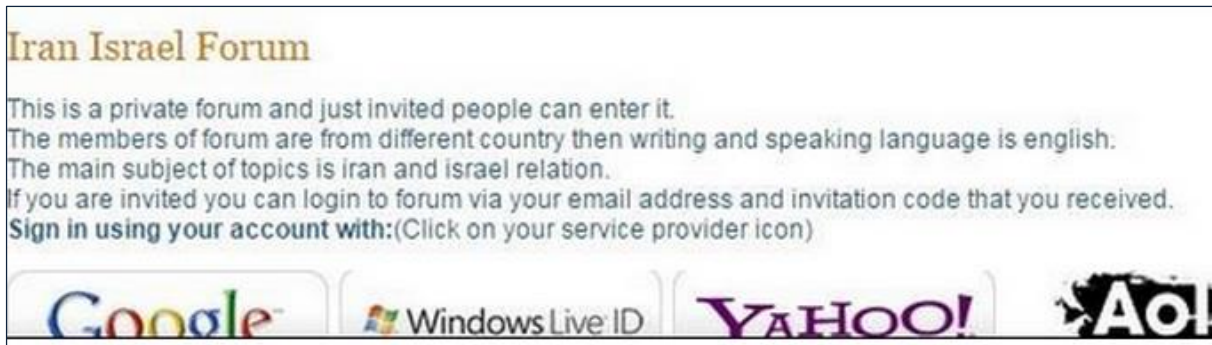 Iran Israel Forum
This is a private forum and just invited people can enter it.
The members of forum are from different country then writing and speaking language is english.
The main subject of topics is iran and israel relation.
If you are invited you can login to forum via your email address and invitation code that you received.
Sign in using your account with:(Click on your service provider icon)
Google Windows Live ID YAHOO! Aol